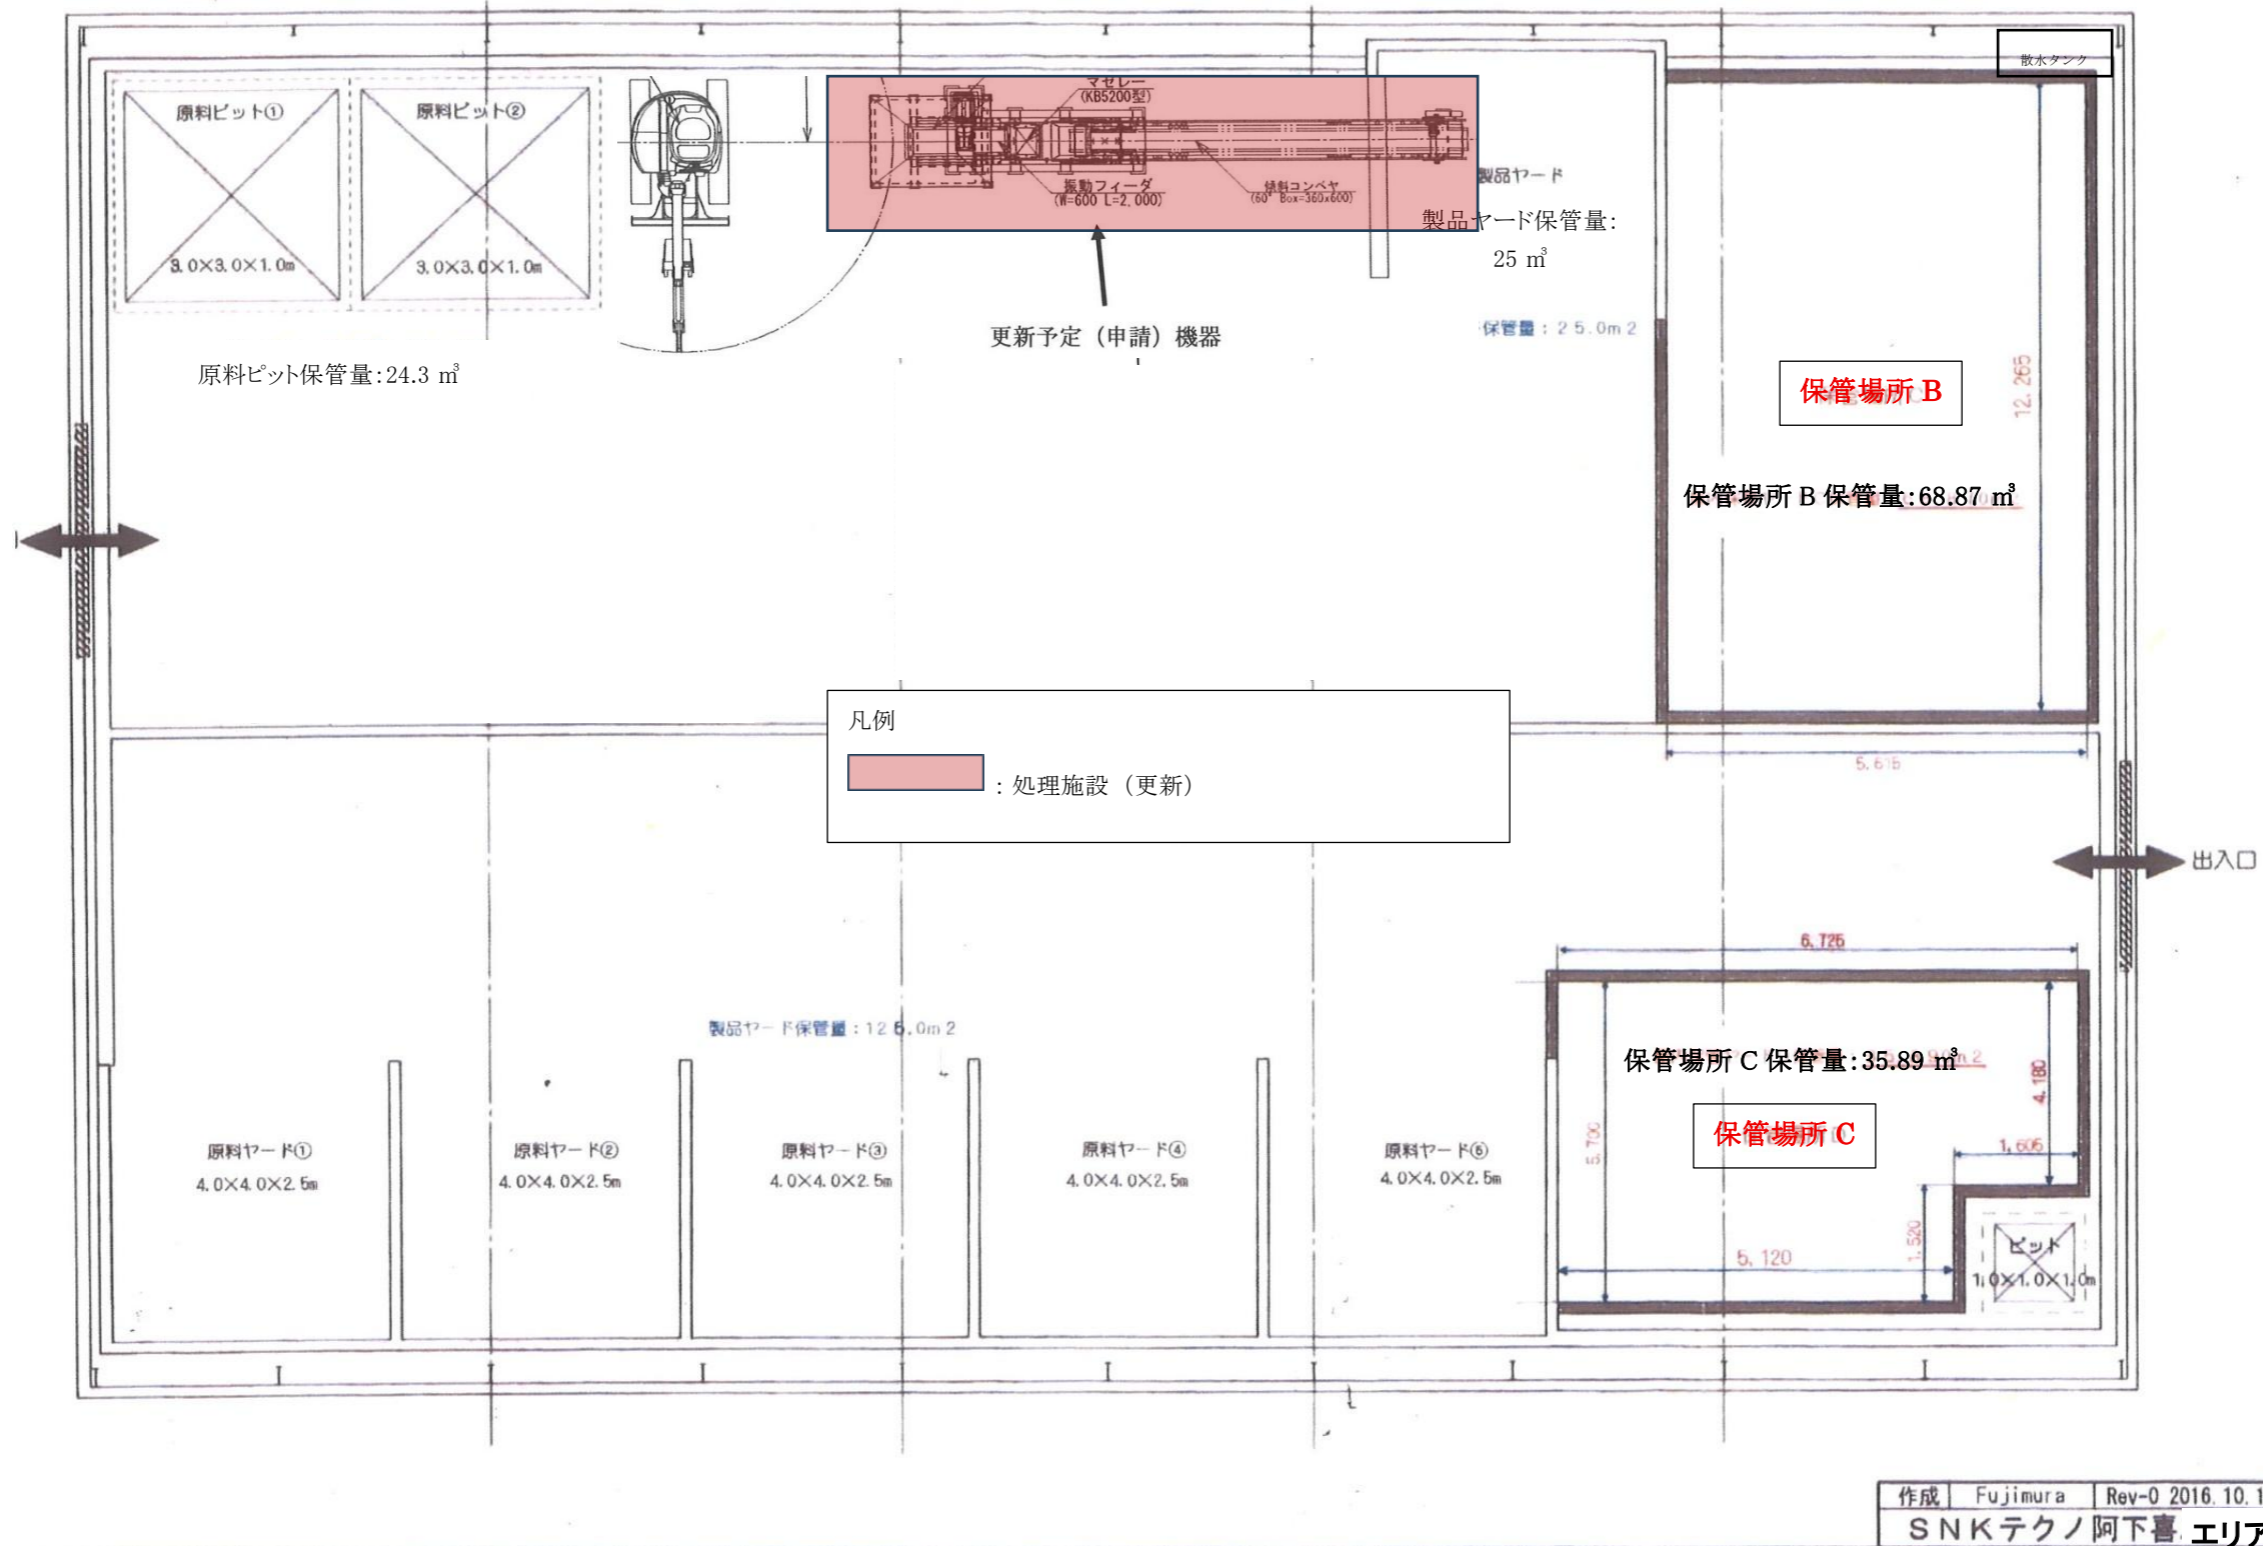 散水タンク
原料ピット①
原料ピット②
3.0×3.0×1.0m
3.0×3.0×1.0m
マゼレー
(KB5200型)
振動フィーダ
(W=600 L=2,000)
傾斜コンベヤ
(60° Box=360x600)
製品ヤード
製品ヤード保管量:
25 ㎥
保管量：25.0m2
更新予定（申請）機器
原料ピット保管量:24.3 ㎥
保管場所 B
12.265
保管場所 B 保管量:68.87 ㎥
5.615
凡例
：処理施設（更新）
出入口
6,725
製品ヤード保管量：125.0m2
保管場所 C 保管量:35.89 ㎥
4.180
保管場所 C
5.700
1,605
原料ヤード①
4.0×4.0×2.5m
原料ヤード②
4.0×4.0×2.5m
原料ヤード③
4.0×4.0×2.5m
原料ヤード④
4.0×4.0×2.5m
原料ヤード⑤
4.0×4.0×2.5m
1.520
5,120
ピット
1.0×1.0×1.0m
作成 Fujimura Rev-0 2016.10.1
SNKテクノ阿下喜 エリア